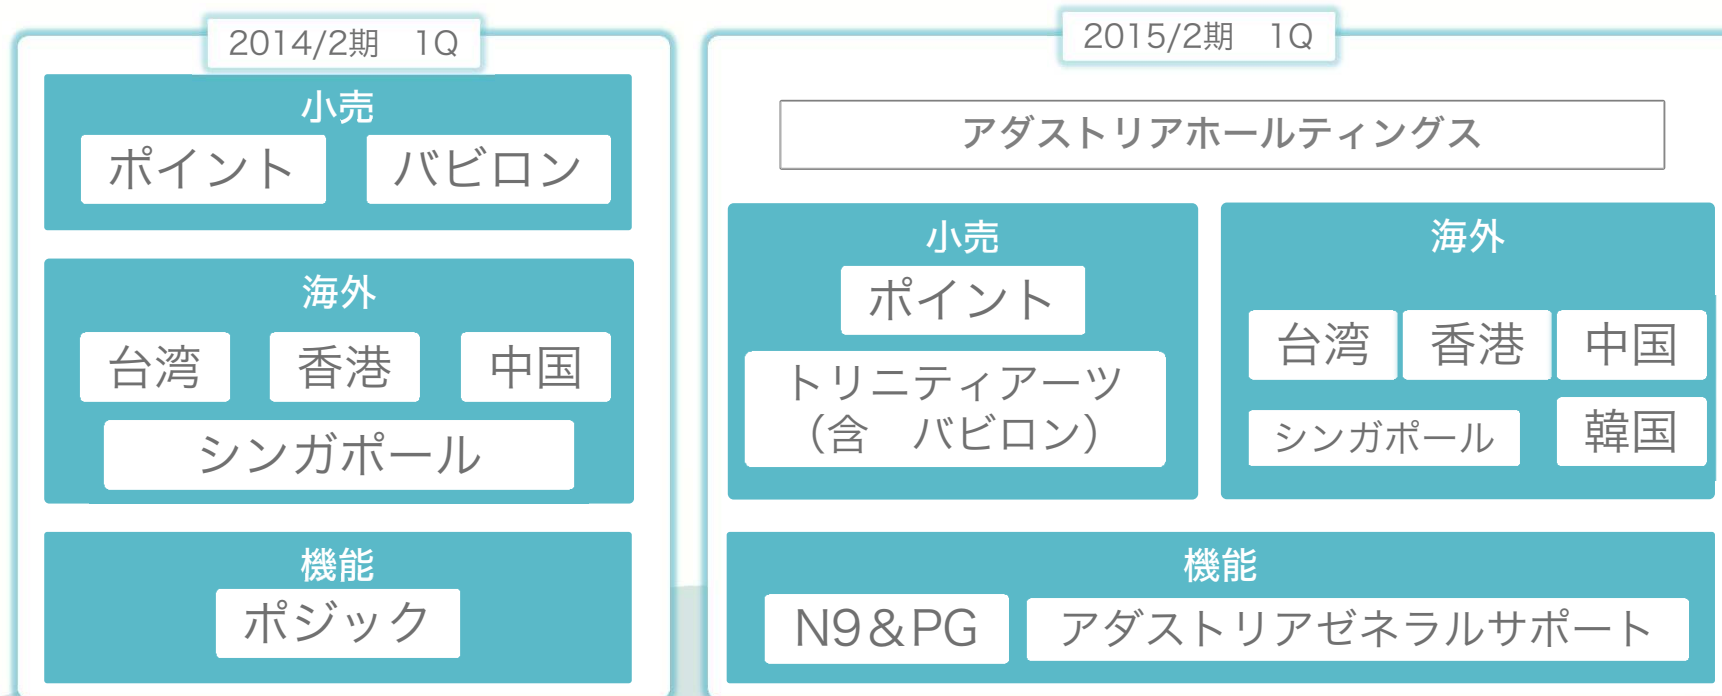 2014/2期　1Q
小売
ポイント
バビロン
海外
台湾
香港
中国
シンガポール
機能
ポジック
2015/2期　1Q
アダストリアホールティングス
小売
ポイント
トリニティアーツ
（含　バビロン）
海外
台湾
香港
中国
シンガポール
韓国
機能
N9＆PG
アダストリアゼネラルサポート